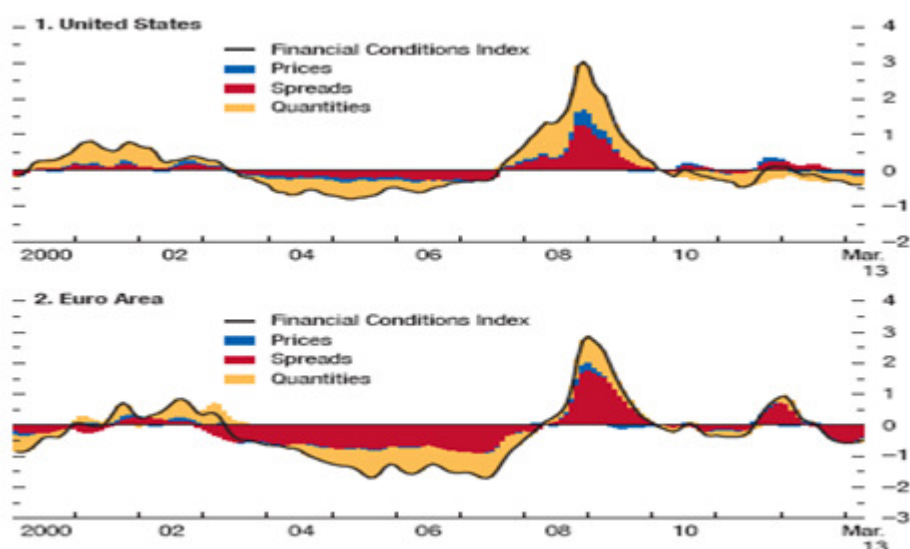 1. United States
Financial Conditions Index
Prices
Spreads
Quantities
4
3
2
1
0
−1
−2
2000 02 04 06 08 10 Mar.
13
2. Euro Area
Financial Conditions Index
Prices
Spreads
Quantities
4
3
2
1
0
−1
−2
−3
2000 02 04 06 08 10 Mar.
13